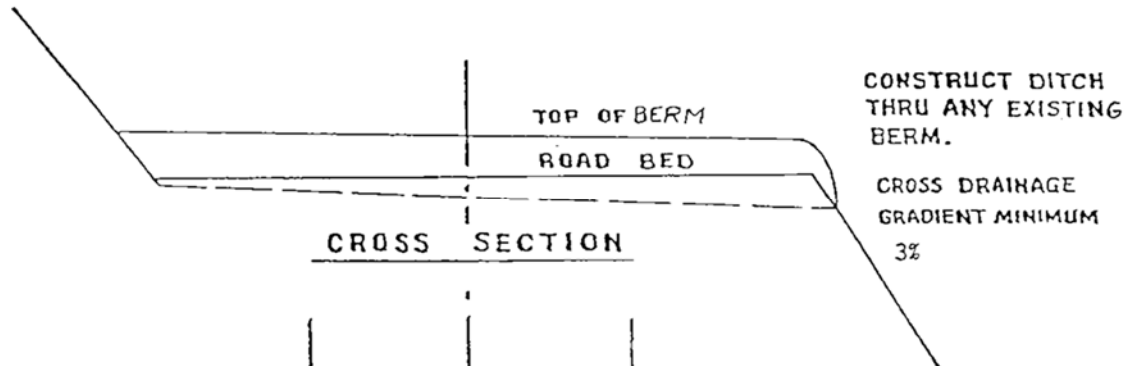 CONSTRUCT DITCH
THRU ANY EXISTING
BERM.
TOP OF BERM
ROAD BED
CROSS DRAINAGE
GRADIENT MINIMUM
3%
CROSS SECTION